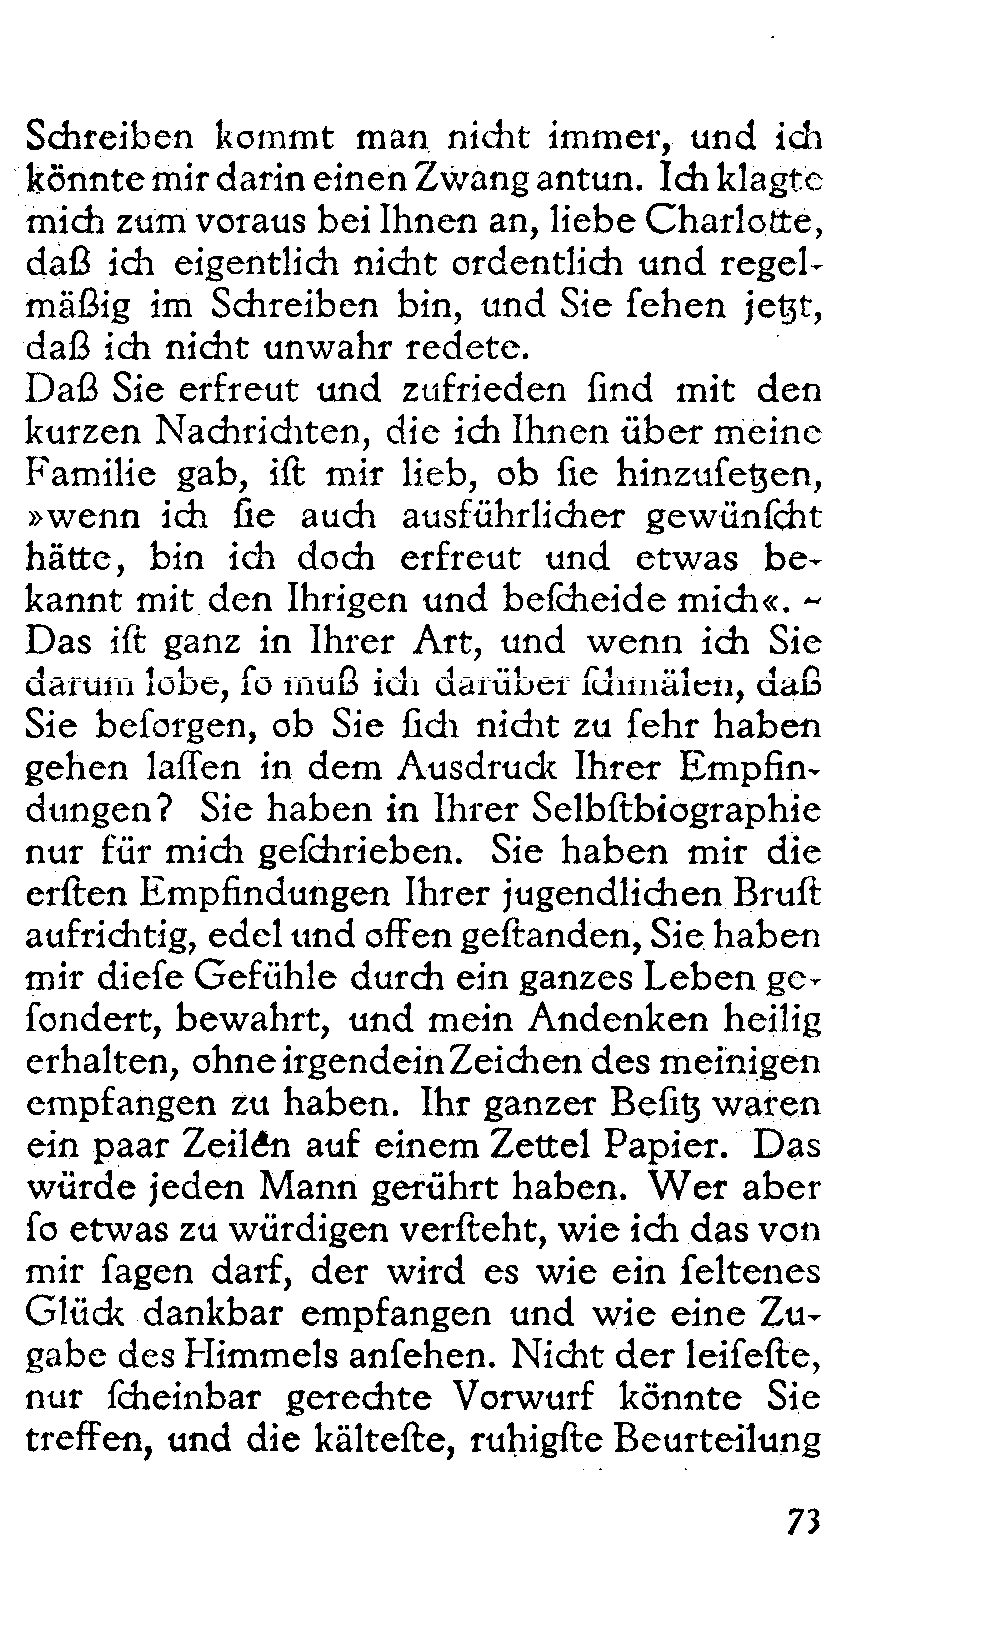 Schreiben kommt man nicht immer, und ich
könnte mir darin einen Zwang antun. Ich klagte
mich zum voraus bei Ihnen an, liebe Charlotte,
daß ich eigentlich nicht ordentlich und regel-
mäßig im Schreiben bin, und Sie ſehen jetzt,
daß ich nicht unwahr redete.
Daß Sie erfreut und zufrieden ſind mit den
kurzen Nachrichten, die ich Ihnen über meine
Familie gab, iſt mir lieb, ob ſie hinzuſetzen,
»wenn ich ſie auch ausführlicher gewünſcht
hätte, bin ich doch erfreut und etwas be-
kannt mit den Ihrigen und beſcheide mich«. ~
Das iſt ganz in Ihrer Art, und wenn ich Sie
darum lobe, ſo muß ich darüber ſchmälen, daß
Sie beſorgen, ob Sie ſich nicht zu ſehr haben
gehen laſſen in dem Ausdruck Ihrer Empfin-
dungen? Sie haben in Ihrer Selbſtbiographie
nur für mich geſchrieben. Sie haben mir die
erſten Empfindungen Ihrer jugendlichen Bruſt
aufrichtig, edel und offen geſtanden, Sie haben
mir dieſe Gefühle durch ein ganzes Leben ge-
ſondert, bewahrt, und mein Andenken heilig
erhalten, ohne irgendein Zeichen des meinigen
empfangen zu haben. Ihr ganzer Beſitz waren
ein paar Zeilen auf einem Zettel Papier. Das
würde jeden Mann gerührt haben. Wer aber
ſo etwas zu würdigen verſteht, wie ich das von
mir ſagen darf, der wird es wie ein ſeltenes
Glück dankbar empfangen und wie eine Zu-
gabe des Himmels anſehen. Nicht der leiſeſte,
nur ſcheinbar gerechte Vorwurf könnte Sie
treffen, und die kälteſte, ruhigſte Beurteilung
73